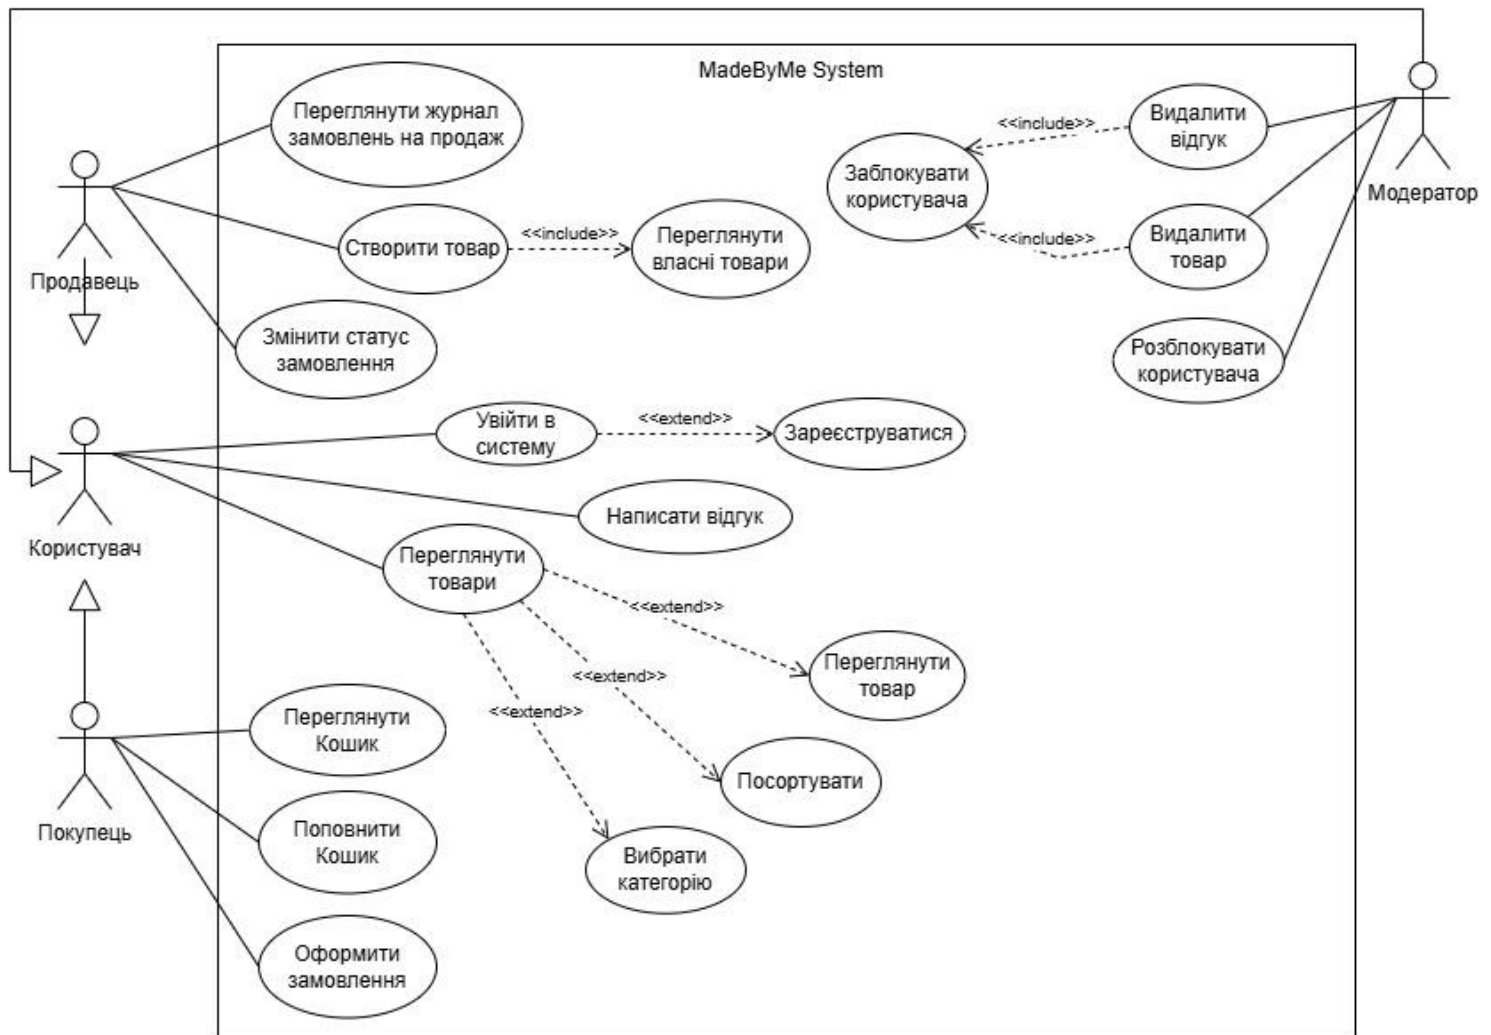 MadeByMe System
Переглянути журнал
замовлень на продаж
<<include>>
Видалити
відгук
Заблокувати
користувача
Модератор
Створити товар
<<include>>
Переглянути
власні товари
<<include>>
Видалити
товар
Продавець
Змінити статус
замовлення
Розблокувати
користувача
Увійти в
систему
<<extend>>
Зареєструватися
Написати відгук
Користувач
Переглянути
товари
<<extend>>
Переглянути
товар
<<extend>>
<<extend>>
Переглянути
Кошик
Посортувати
Покупець
Поповнити
Кошик
Вибрати
категорію
Оформити
замовлення